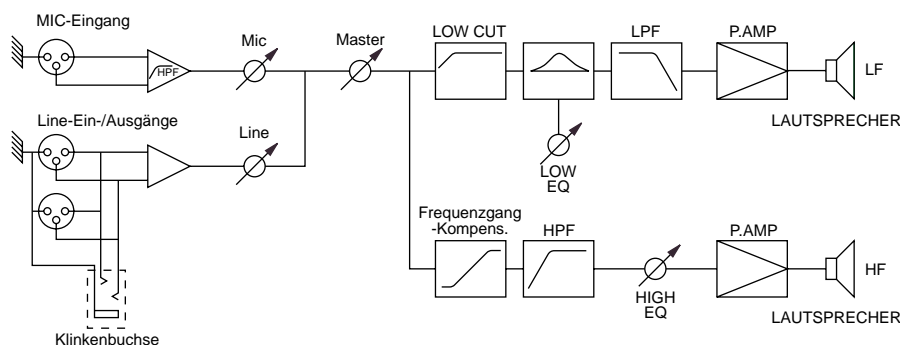 MIC-Eingang
HPF
Mic
Master
LOW CUT
LPF
P.AMP
LF
LAUTSPRECHER
LOW
EQ
Line-Ein-/Ausgänge
Line
Klinkenbuchse
Frequenzgang
-Kompens.
HPF
HIGH
EQ
P.AMP
HF
LAUTSPRECHER